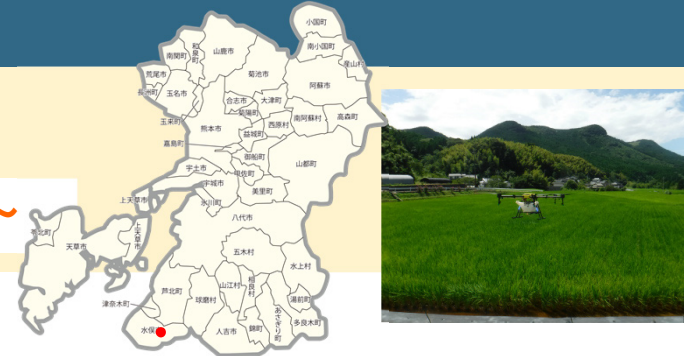 小国町
南小国町
産山村
和水町
南関町
山鹿市
菊池市
阿蘇市
荒尾市
長洲町
玉名市
合志市
大津町
菊陽町
玉東町
熊本市
西原村
南阿蘇村
高森町
益城町
嘉島町
御船町
山都町
宇土市
甲佐町
宇城市
美里町
氷川町
上天草市
上天草市
八代市
苓北町
天草市
五木村
水上村
芦北町
山江村
相良村
球磨村
湯前町
津奈木町
あさぎり町
多良木町
水俣
人吉市
錦町